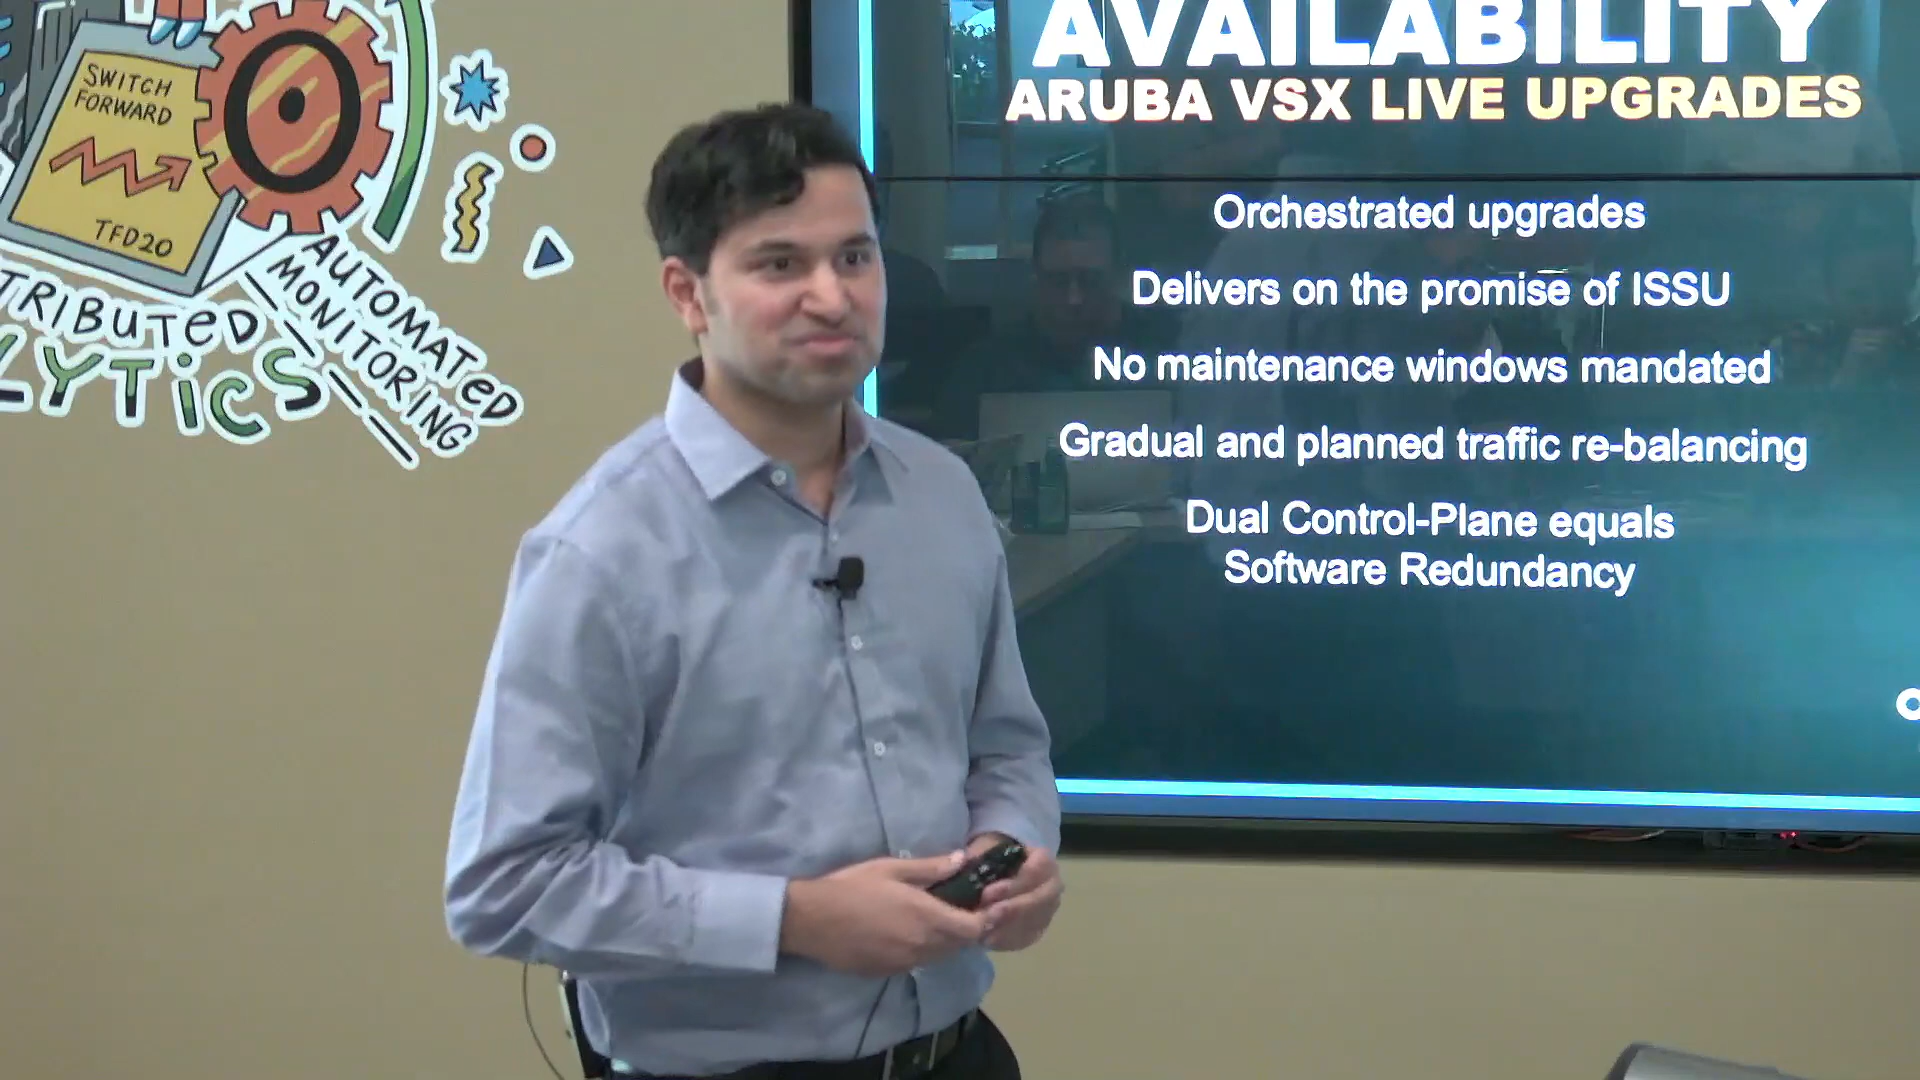 SWITCH
FORWARD
TFD20
TRIBUTED
LYTICS
AUTOMATED
MONITORING
AVAILABILITY
ARUBA VSX LIVE UPGRADES
Orchestrated upgrades
Delivers on the promise of ISSU
No maintenance windows mandated
Gradual and planned traffic re-balancing
Dual Control-Plane equals
Software Redundancy